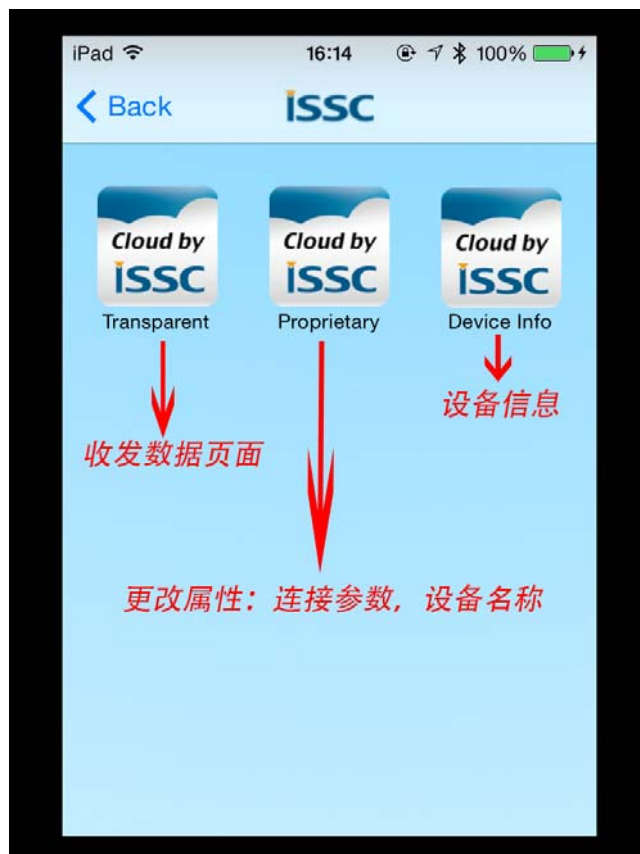 iPad 16:14 100%
Back ISSC
Cloud by ISSC
Cloud by ISSC
Cloud by ISSC
Transparent Proprietary Device Info
设备信息
收发数据页面
更改属性：连接参数，设备名称